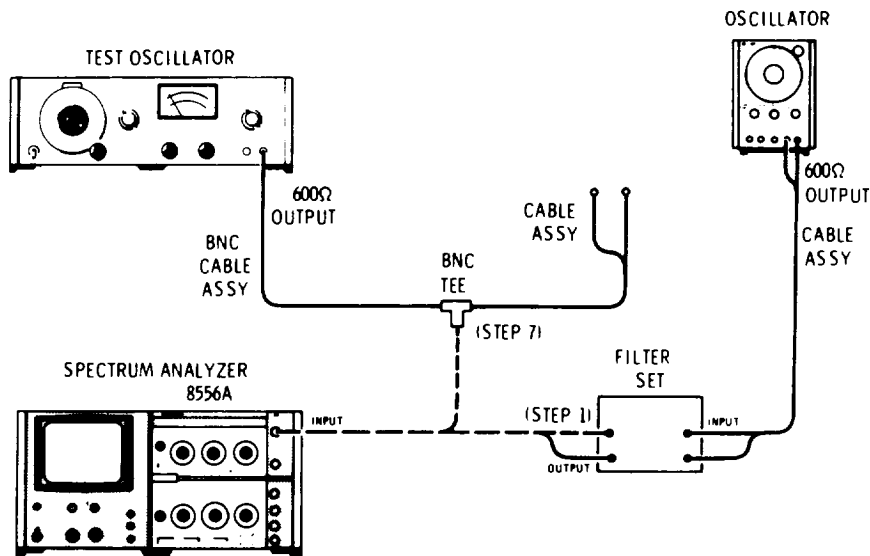 OSCILLATOR
TEST OSCILLATOR
600Ω
OUTPUT
BNC
CABLE
ASSY
CABLE
ASSY
600Ω
OUTPUT
CABLE
ASSY
BNC
TEE
(STEP 7)
SPECTRUM ANALYZER
8556A
INPUT
FILTER
SET
(STEP 1)
INPUT
OUTPUT